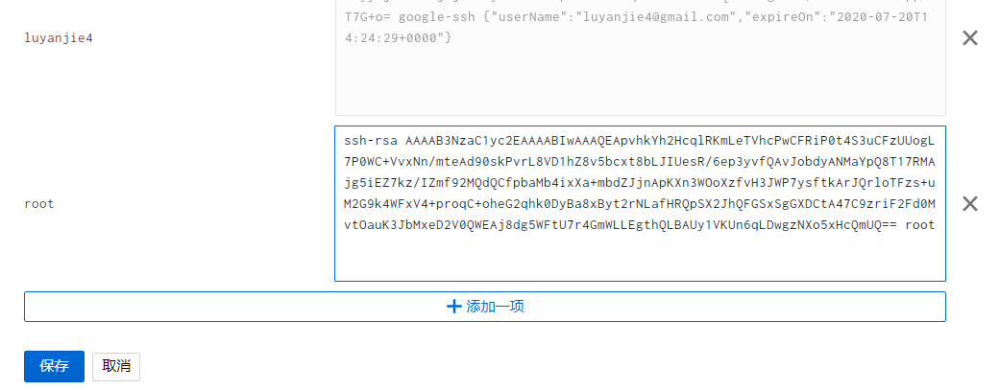 T7G+o= google-ssh {"userName":"luyanjie4@gmail.com","expireOn":"2020-07-20T1
luyanjie4
4:24:29+0000"}
ssh-rsa AAAAB3NzaC1yc2EAAAABIwAAAQEApvhkYh2HcqlRKmLeTVhcPwCFRiP0t4S3uCFzUUogL
7P0WC+VvxNn/mteAd90skPvrL8VD1hZ8v5bcxt8bLJIUesR/6ep3yvfQAvJobdyANMaYpQ8T17RMA
jg5iEZ7kz/IZmf92MQdQCfpbaMb4ixXa+mbdZJjnApKXn3WOoXzfvH3JWP7ysftkArJQrloTFzs+u
root
uM2G9k4WFxV4+proqC+oheG2qhk0DyBa8xByt2rNLafHRQpSX2JhQFGSxSgGXDCtA47C9zriF2Fd0M
vtOauK3JbMxeD2V0QWEAj8dg5WFtU7r4GmWLLEgthQLBAUy1VKUn6qLDwgzNXo5xHcQmUQ== root
添加一项
保存 取消